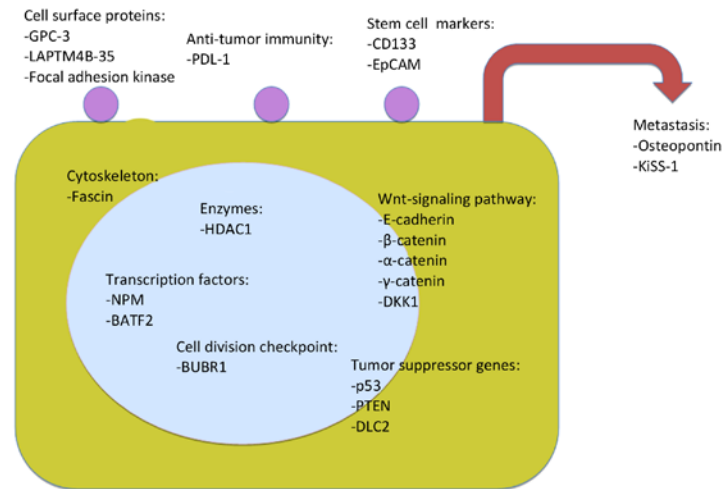 Cell surface proteins:
-GPC-3
-LAPTM4B-35
-Focal adhesion kinase
Anti-tumor immunity:
-PDL-1
Stem cell  markers:
-CD133
-EpCAM
Metastasis:
-Osteopontin
-KiSS-1
Cytoskeleton:
-Fascin
Enzymes:
-HDAC1
Wnt-signaling pathway:
-E-cadherin
-β-catenin
-α-catenin
-γ-catenin
-DKK1
Transcription factors:
-NPM
-BATF2
Cell division checkpoint:
-BUBR1
Tumor suppressor genes:
-p53
-PTEN
-DLC2